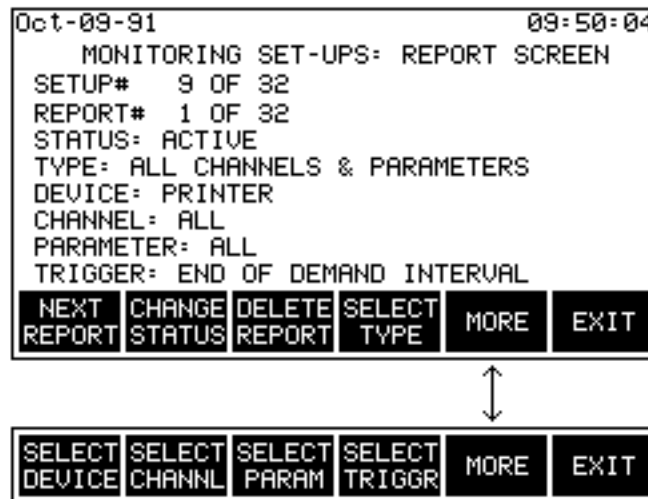 Oct-09-91 09:50:04
MONITORING SET-UPS: REPORT SCREEN
SETUP# 9 OF 32
REPORT# 1 OF 32
STATUS: ACTIVE
TYPE: ALL CHANNELS & PARAMETERS
DEVICE: PRINTER
CHANNEL: ALL
PARAMETER: ALL
TRIGGER: END OF DEMAND INTERVAL
NEXT CHANGE DELETE SELECT MORE EXIT
REPORT STATUS REPORT TYPE
SELECT SELECT SELECT SELECT MORE EXIT
DEVICE CHANNL PARAM TRIGGR